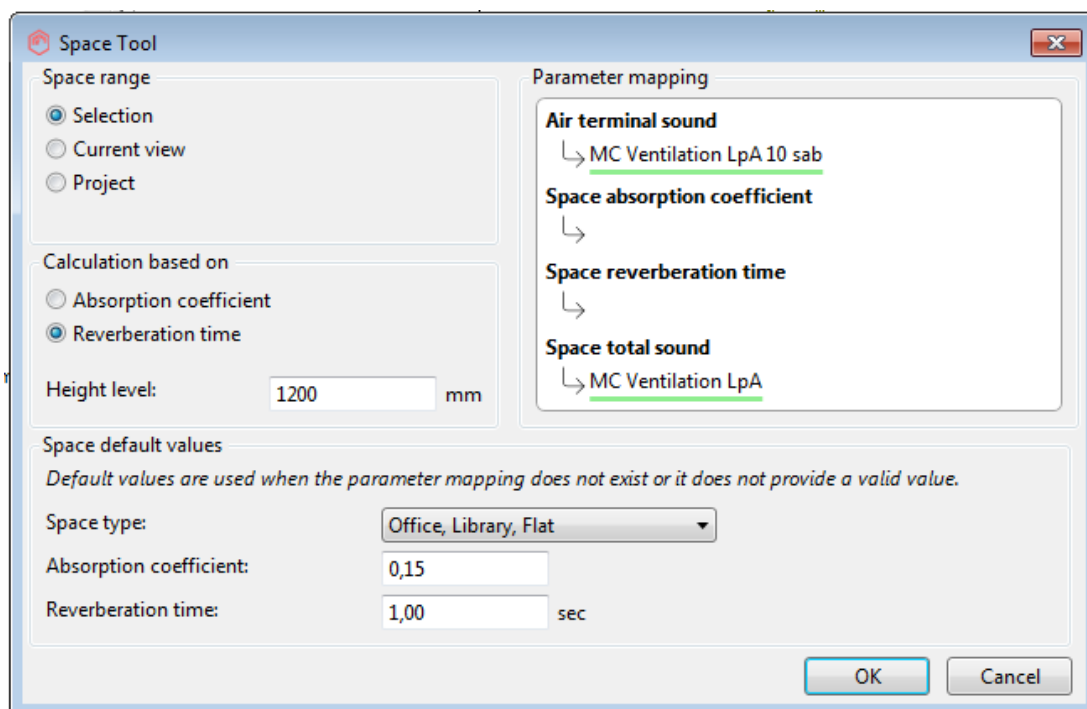 Space Tool
Space range
Selection
Current view
Project
Calculation based on
Absorption coefficient
Reverberation time
Height level: 1200 mm
Parameter mapping
Air terminal sound
MC Ventilation LpA 10 sab
Space absorption coefficient
Space reverberation time
Space total sound
MC Ventilation LpA
Space default values
Default values are used when the parameter mapping does not exist or it does not provide a valid value.
Space type: Office, Library, Flat
Absorption coefficient: 0,15
Reverberation time: 1,00 sec
OK Cancel